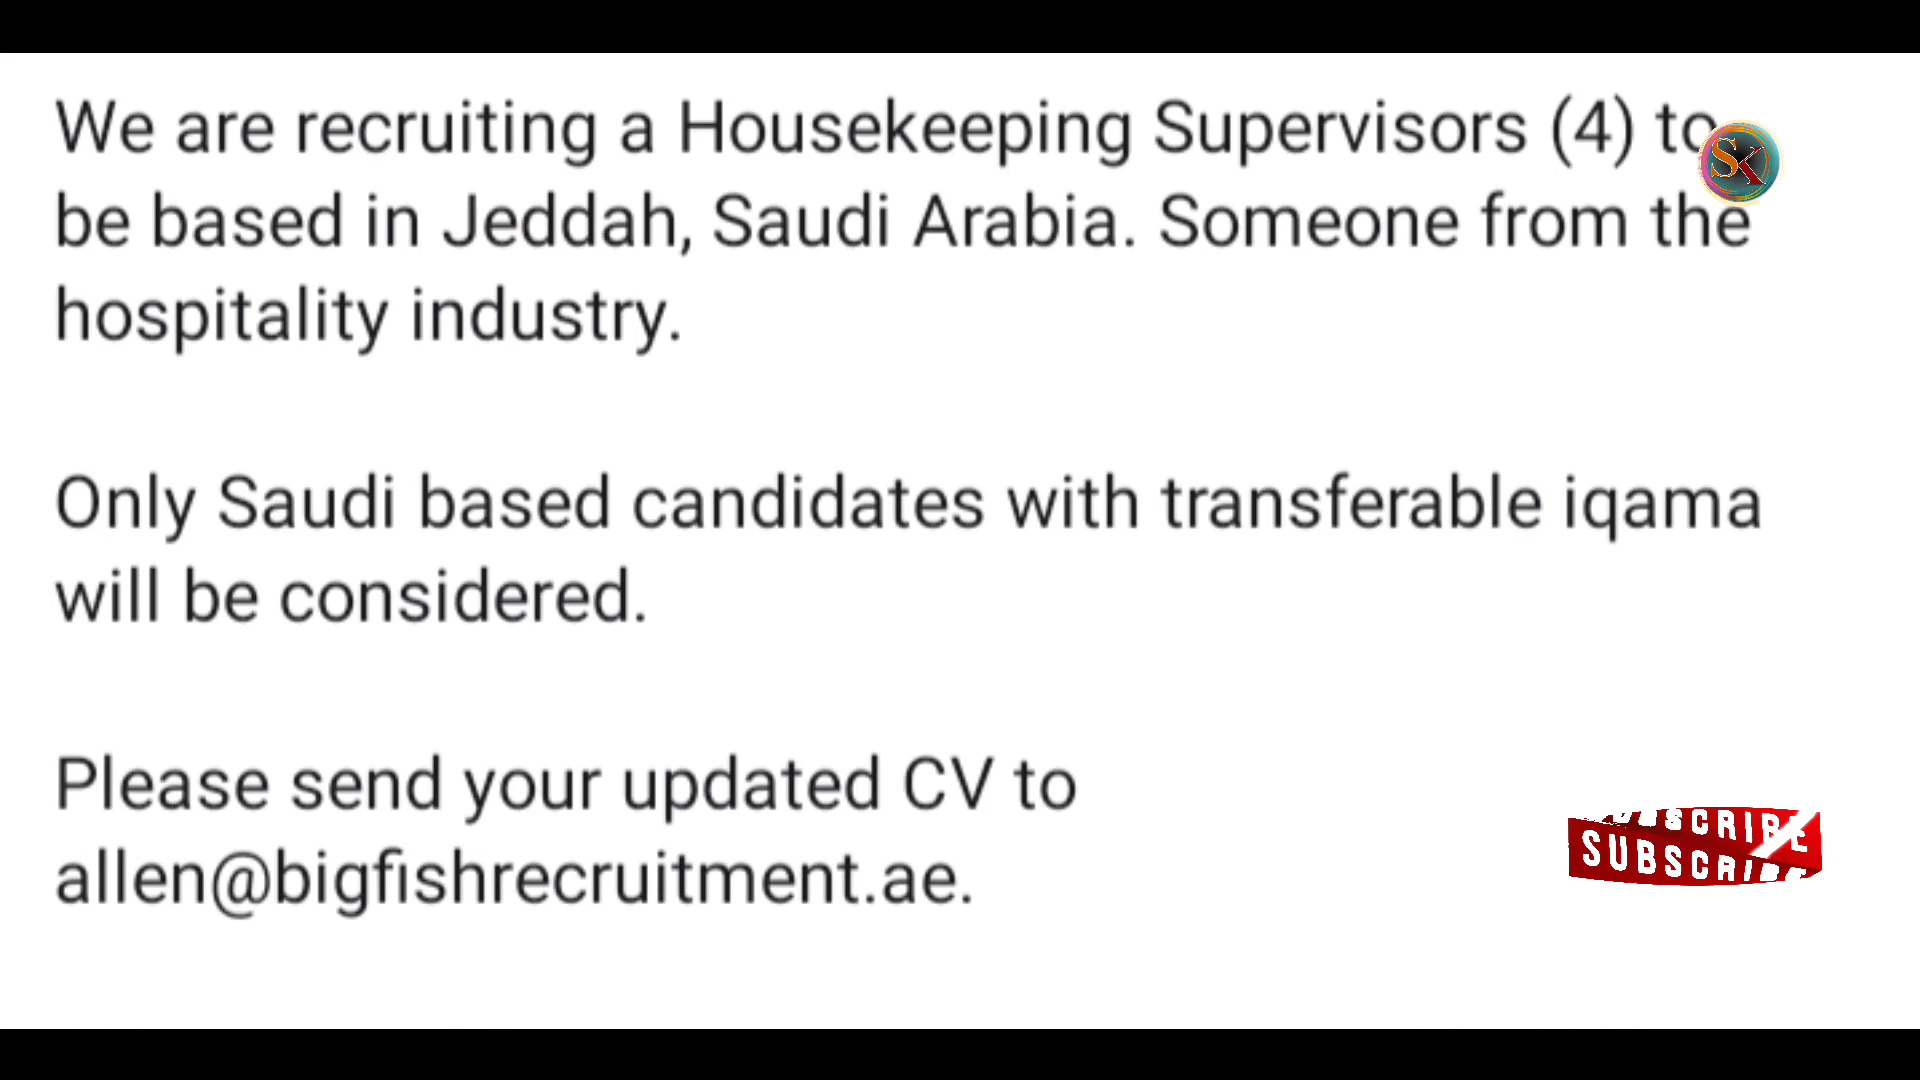 We are recruiting a Housekeeping Supervisors (4) to
be based in Jeddah, Saudi Arabia. Someone from the
hospitality industry.
Only Saudi based candidates with transferable iqama
will be considered.
Please send your updated CV to
allen@bigfishrecruitment.ae.
SK
SUBSCRIBE
SUBSCRIBE